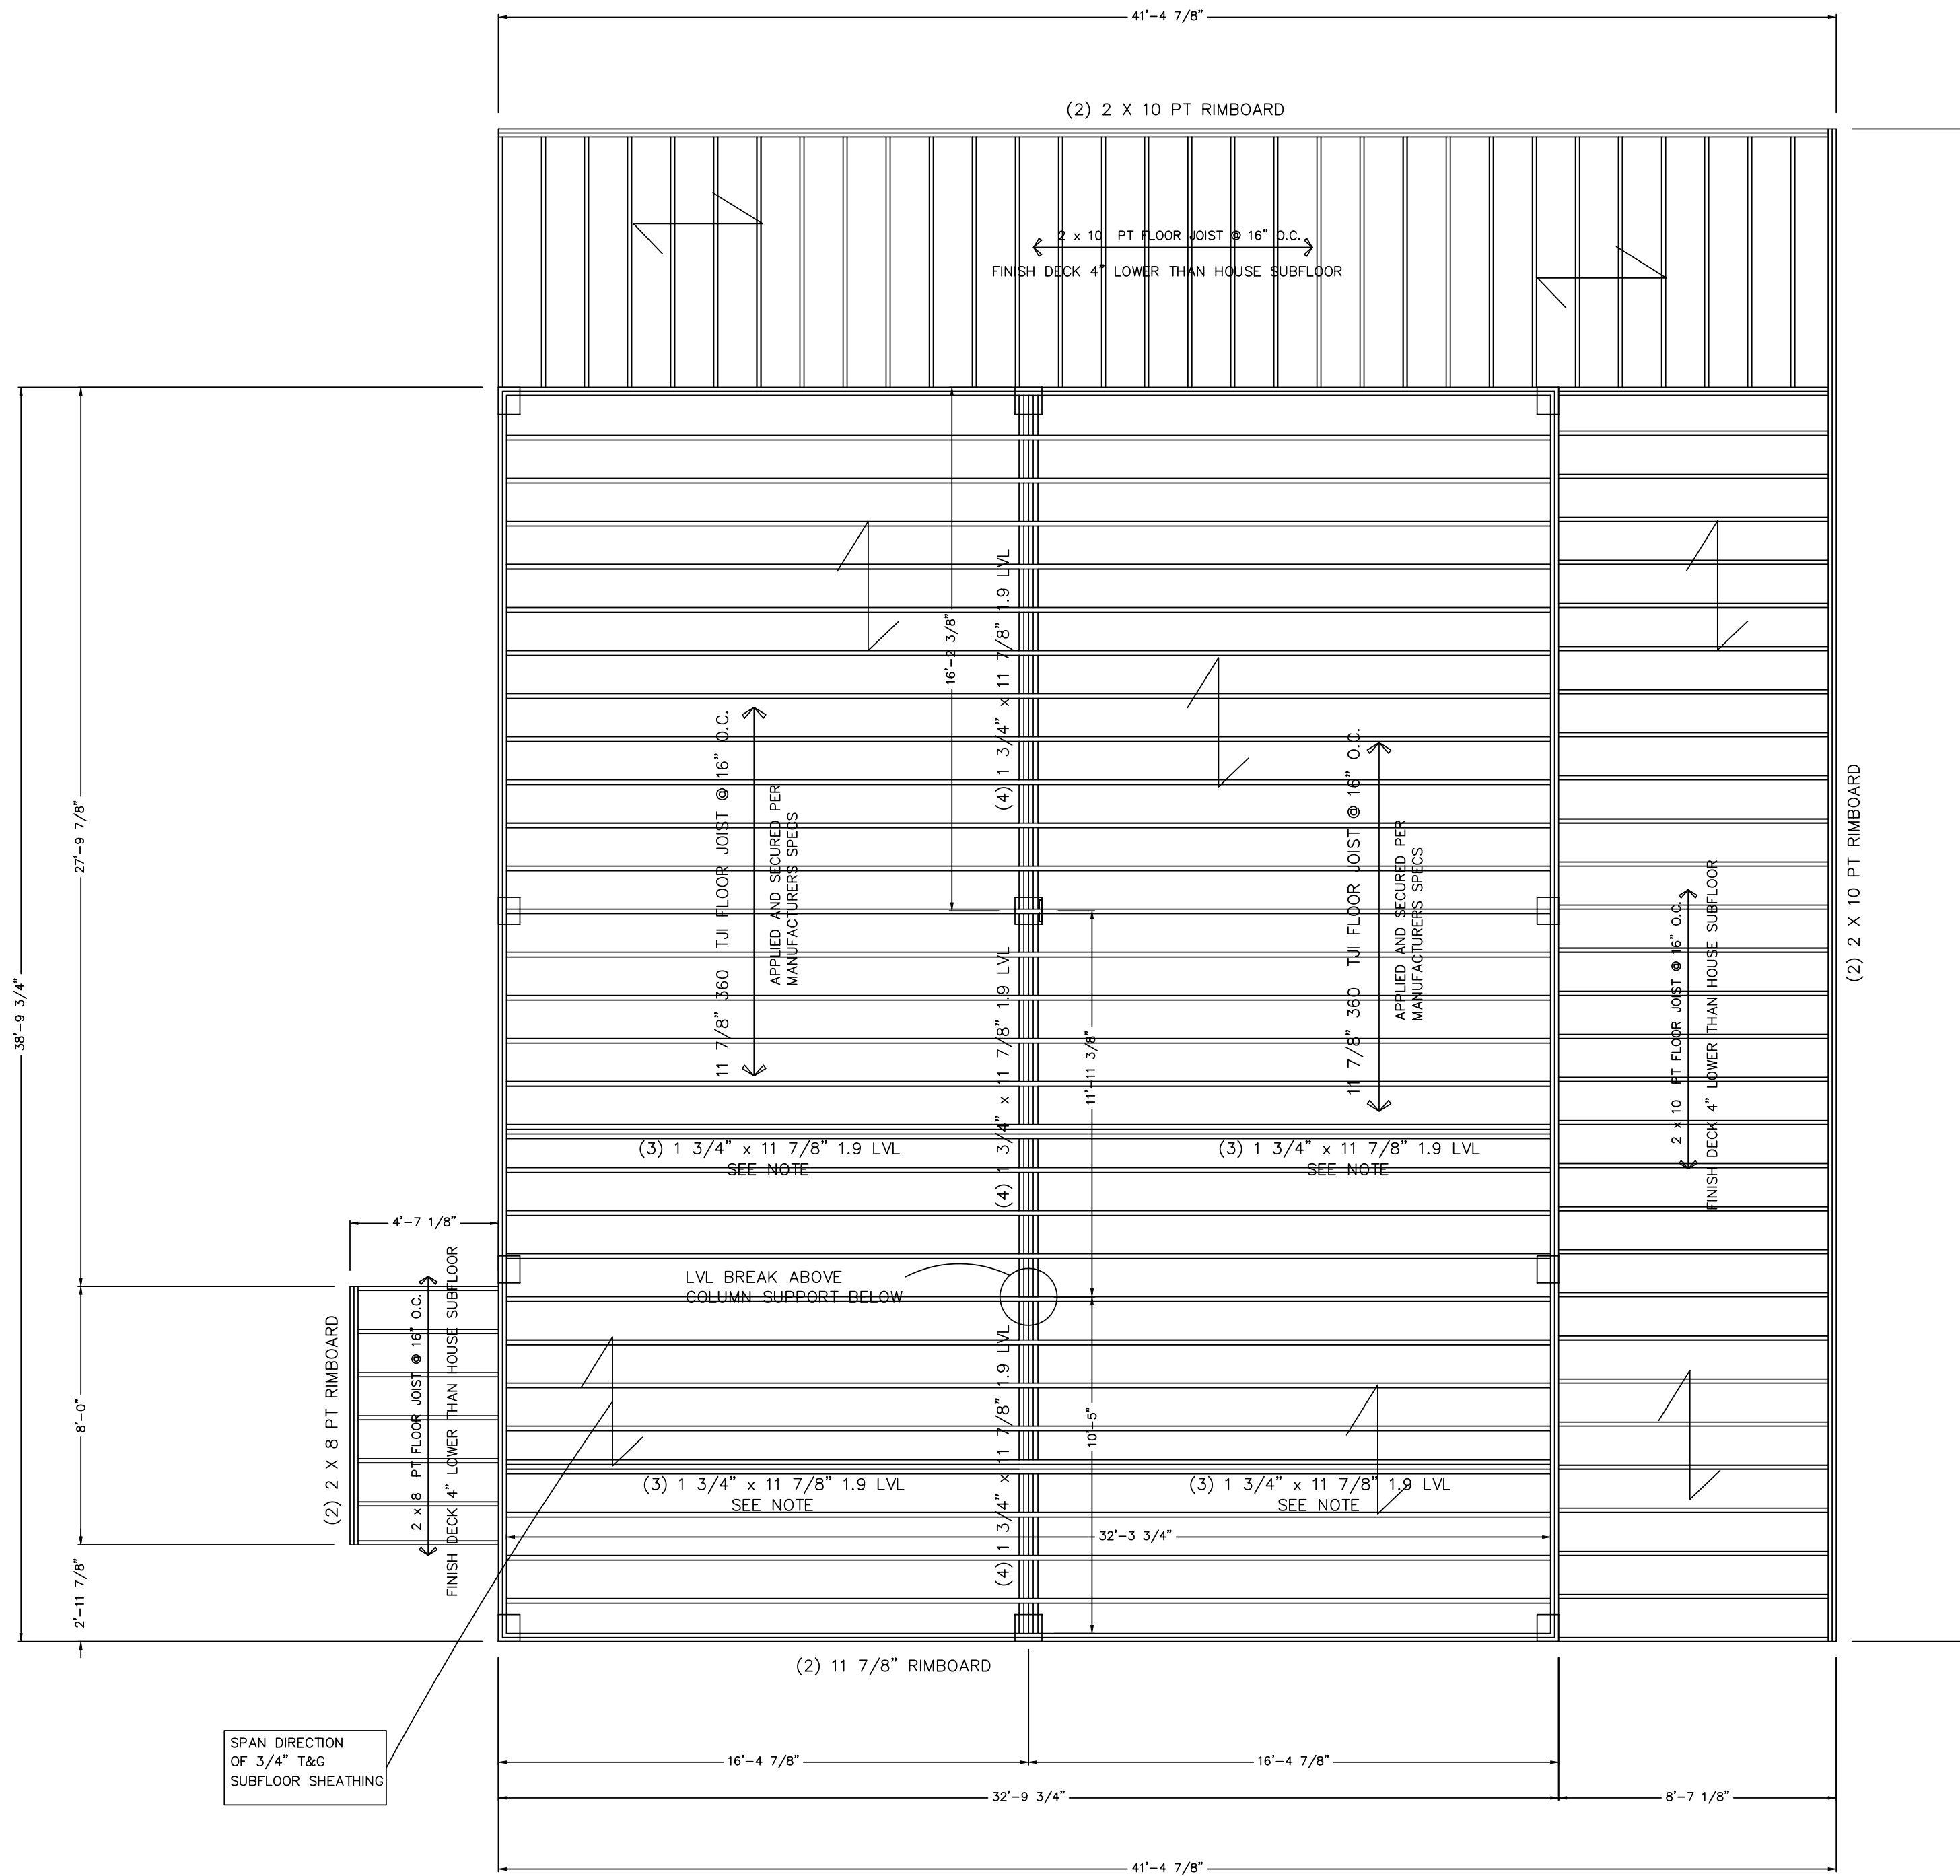 41'-4 7/8"
(2) 2 X 10 PT RIMBOARD
2 x 10 PT FLOOR JOIST @ 16" O.C.
FINISH DECK 4" LOWER THAN HOUSE SUBFLOOR
38'-9 3/4"
27'-9 7/8"
8'-0"
2'-11 7/8"
16'-2 3/8"
(4) 1 3/4" x 11 7/8" 1.9 LVL
11 7/8" 360 TJI FLOOR JOIST @ 16" O.C.
APPLIED AND SECURED PER
MANUFACTURERS SPECS
11 7/8" 360 TJI FLOOR JOIST @ 16" O.C.
APPLIED AND SECURED PER
MANUFACTURERS SPECS
(2) 2 X 10 PT RIMBOARD
2 x 10 PT FLOOR JOIST @ 16" O.C.
FINISH DECK 4" LOWER THAN HOUSE SUBFLOOR
(4) 1 3/4" x 11 7/8" 1.9 LVL
11'-11 3/8"
(3) 1 3/4" x 11 7/8" 1.9 LVL
SEE NOTE
(3) 1 3/4" x 11 7/8" 1.9 LVL
SEE NOTE
4'-7 1/8"
(2) 2 X 8 PT RIMBOARD
2 x 8 PT FLOOR JOIST @ 16" O.C.
FINISH DECK 4" LOWER THAN HOUSE SUBFLOOR
LVL BREAK ABOVE
COLUMN SUPPORT BELOW
(4) 1 3/4" x 11 7/8" 1.9 LVL
10'-5"
(3) 1 3/4" x 11 7/8" 1.9 LVL
SEE NOTE
(3) 1 3/4" x 11 7/8" 1.9 LVL
SEE NOTE
32'-3 3/4"
(2) 11 7/8" RIMBOARD
SPAN DIRECTION
OF 3/4" T&G
SUBFLOOR SHEATHING
16'-4 7/8"
16'-4 7/8"
32'-9 3/4"
8'-7 1/8"
41'-4 7/8"